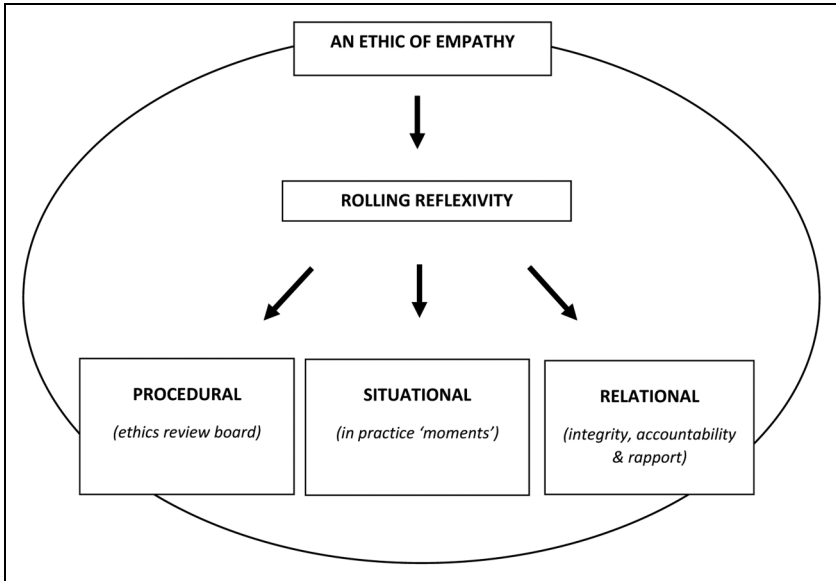 AN ETHIC OF EMPATHY
ROLLING REFLEXIVITY
PROCEDURAL
(ethics review board)
SITUATIONAL
(in practice ‘moments’)
RELATIONAL
(integrity, accountability
& rapport)